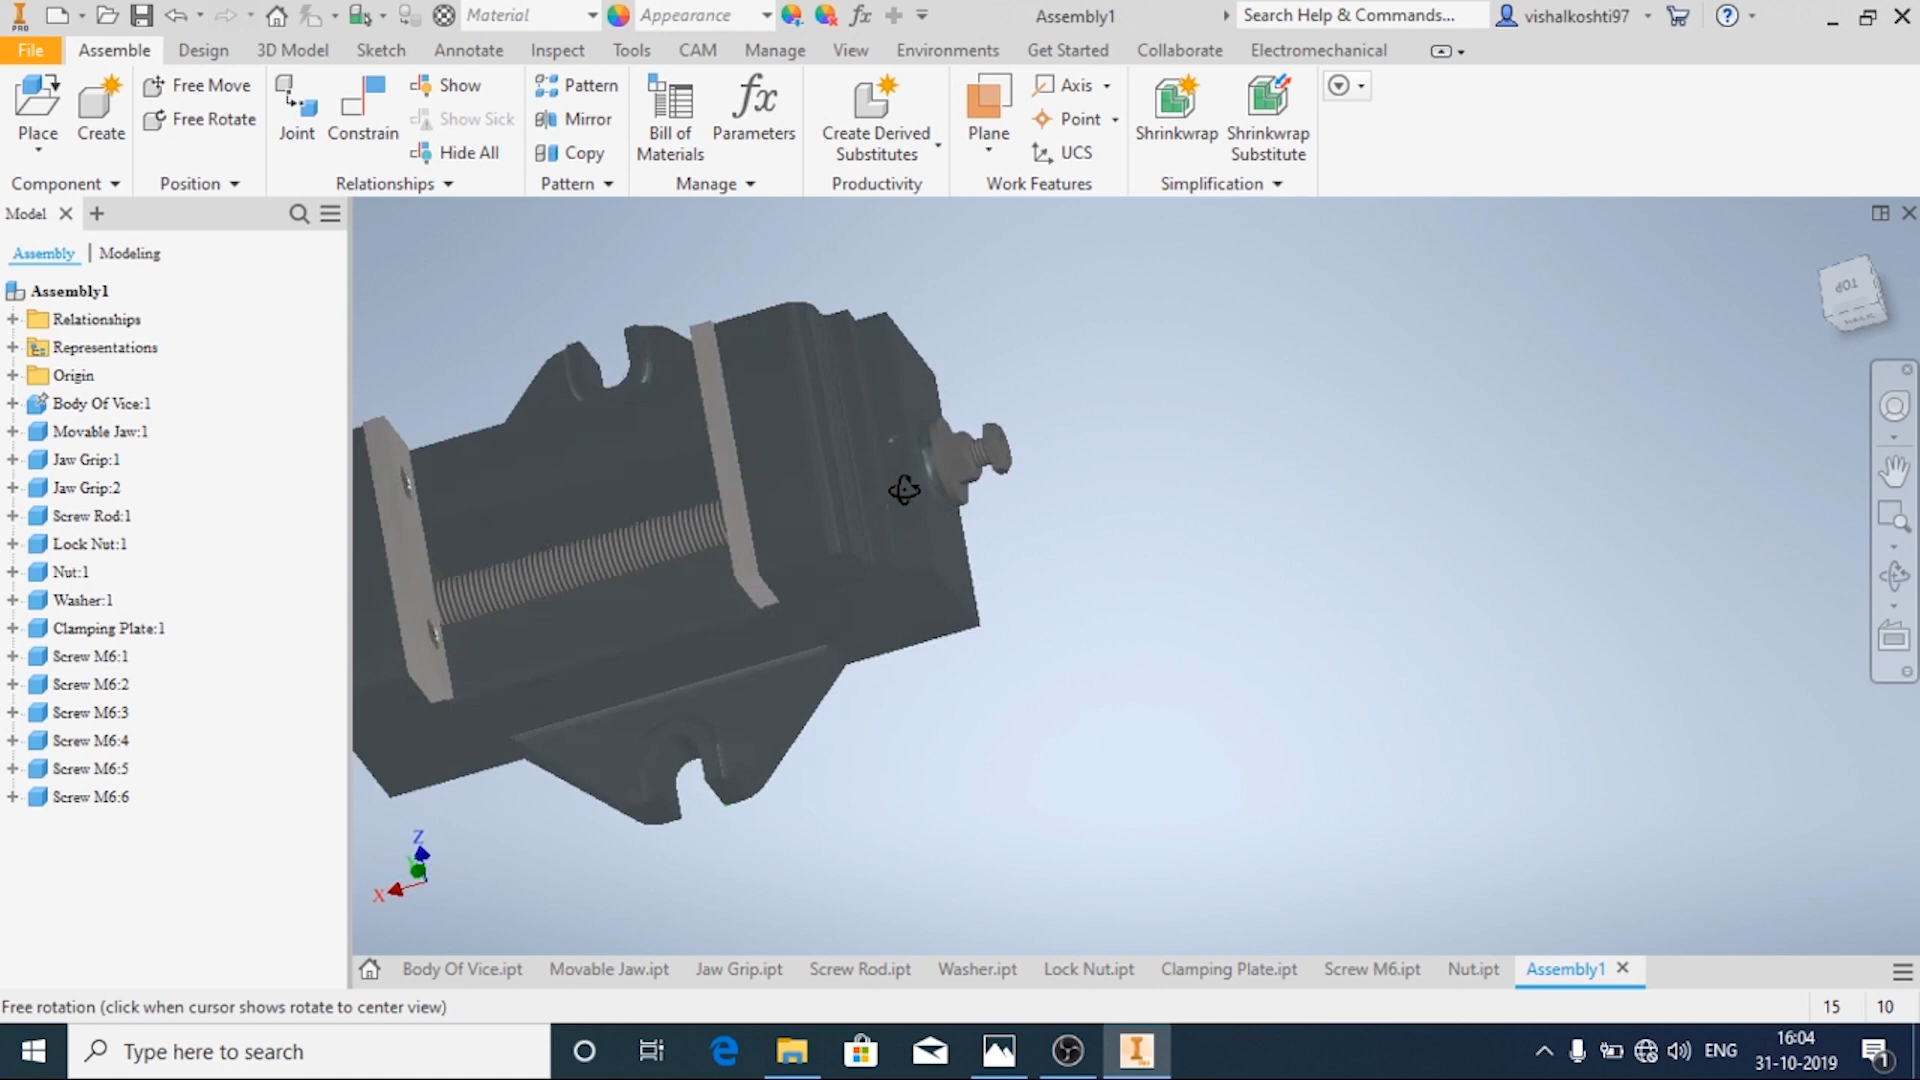 PRO
Material
Appearance
fx
Assembly1
Search Help & Commands...
vishalkoshti97
File
Assemble
Design
3D Model
Sketch
Annotate
Inspect
Tools
CAM
Manage
View
Environments
Get Started
Collaborate
Electromechanical
Place
Create
Free Move
Free Rotate
Joint
Constrain
Show
Show Sick
Hide All
Pattern
Mirror
Copy
Bill of
Materials
fx
Parameters
Create Derived
Substitutes
Plane
Axis
Point
UCS
Shrinkwrap
Shrinkwrap
Substitute
Component
Position
Relationships
Pattern
Manage
Productivity
Work Features
Simplification
Model
Assembly
Modeling
Assembly1
Relationships
Representations
Origin
Body Of Vice:1
Movable Jaw:1
Jaw Grip:1
Jaw Grip:2
Screw Rod:1
Lock Nut:1
Nut:1
Washer:1
Clamping Plate:1
Screw M6:1
Screw M6:2
Screw M6:3
Screw M6:4
Screw M6:5
Screw M6:6
TOP
Z
X
Body Of Vice.ipt
Movable Jaw.ipt
Jaw Grip.ipt
Screw Rod.ipt
Washer.ipt
Lock Nut.ipt
Clamping Plate.ipt
Screw M6.ipt
Nut.ipt
Assembly1
Free rotation (click when cursor shows rotate to center view)
15
10
Type here to search
ENG
16:04
31-10-2019
1